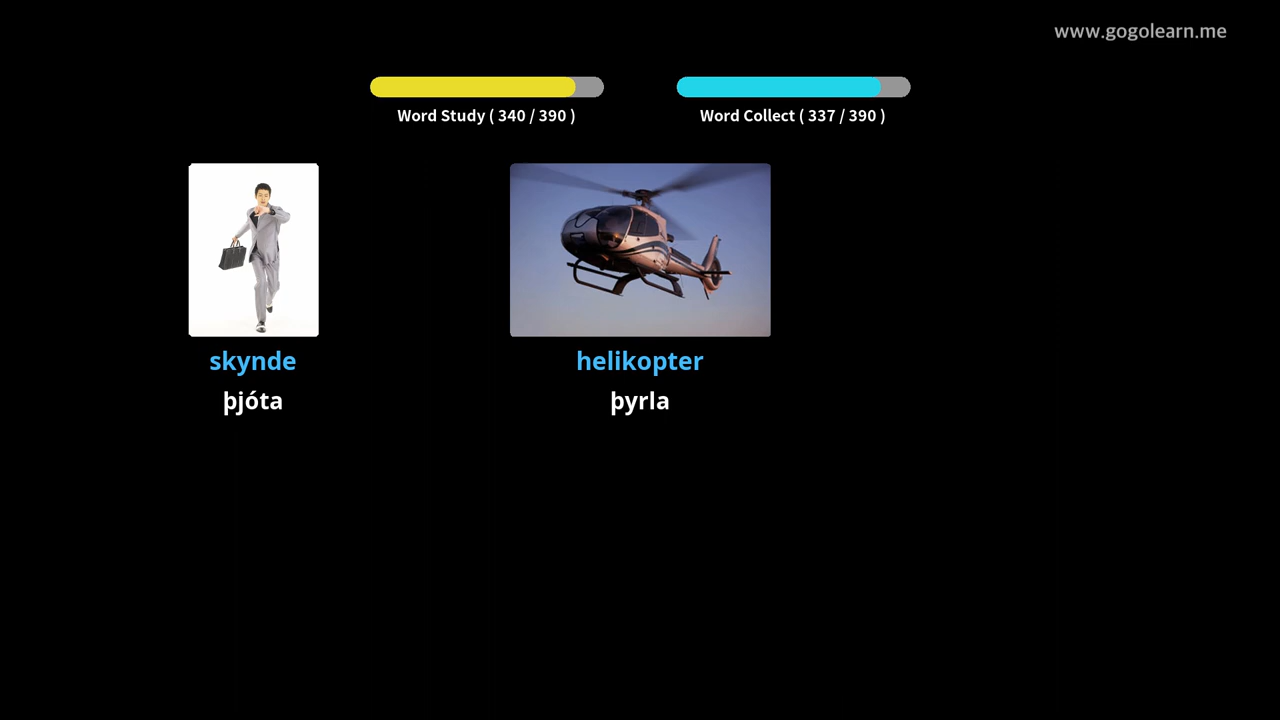 www.gogolearn.me
Word Study ( 340 / 390 )
Word Collect ( 337 / 390 )
skynde
þjóta
helikopter
þyrla